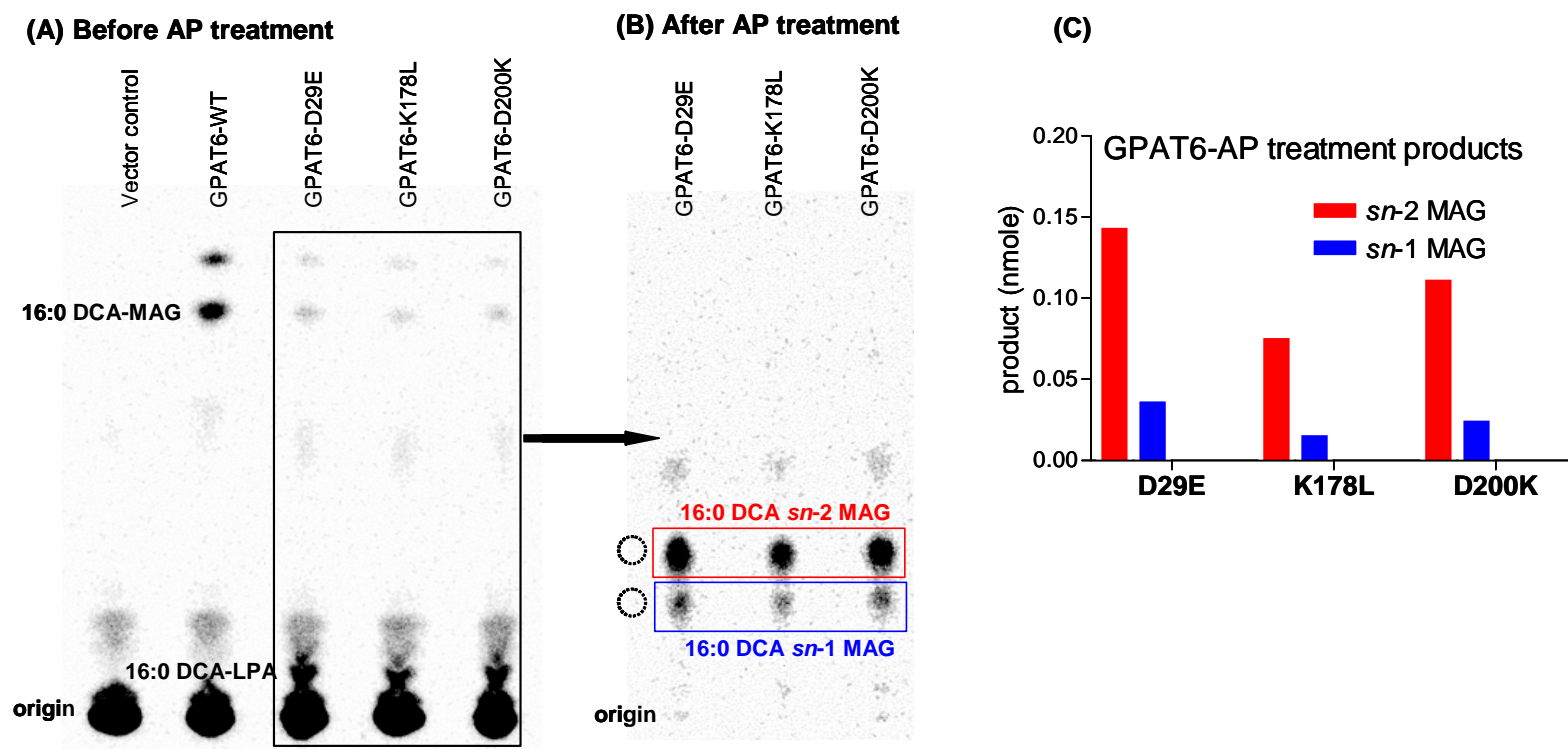 (A) Before AP treatment
Vector control
GPAT6-WT
GPAT6-D29E
GPAT6-K178L
GPAT6-D200K
16:0 DCA-MAG
16:0 DCA-LPA
origin
(B) After AP treatment
GPAT6-D29E
GPAT6-K178L
GPAT6-D200K
16:0 DCA sn-2 MAG
16:0 DCA sn-1 MAG
origin
(C)
GPAT6-AP treatment products
sn-2 MAG
sn-1 MAG
product (nmole)
0.20
0.15
0.10
0.05
0.00
D29E
K178L
D200K